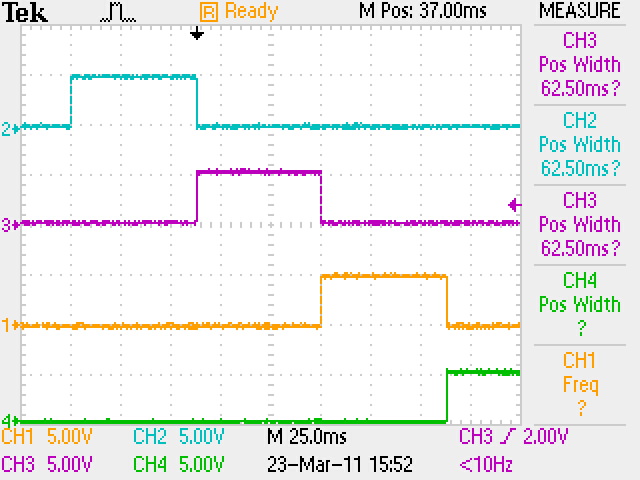 Tek R Ready M Pos: 37.00ms MEASURE
CH3
Pos Width
62.50ms?
CH2
Pos Width
62.50ms?
CH3
Pos Width
62.50ms?
CH4
Pos Width
?
CH1
Freq
?
2
3
1
4
CH1 5.00V CH2 5.00V M 25.0ms CH3 2.00V
CH3 5.00V CH4 5.00V 23-Mar-11 15:52 <10Hz